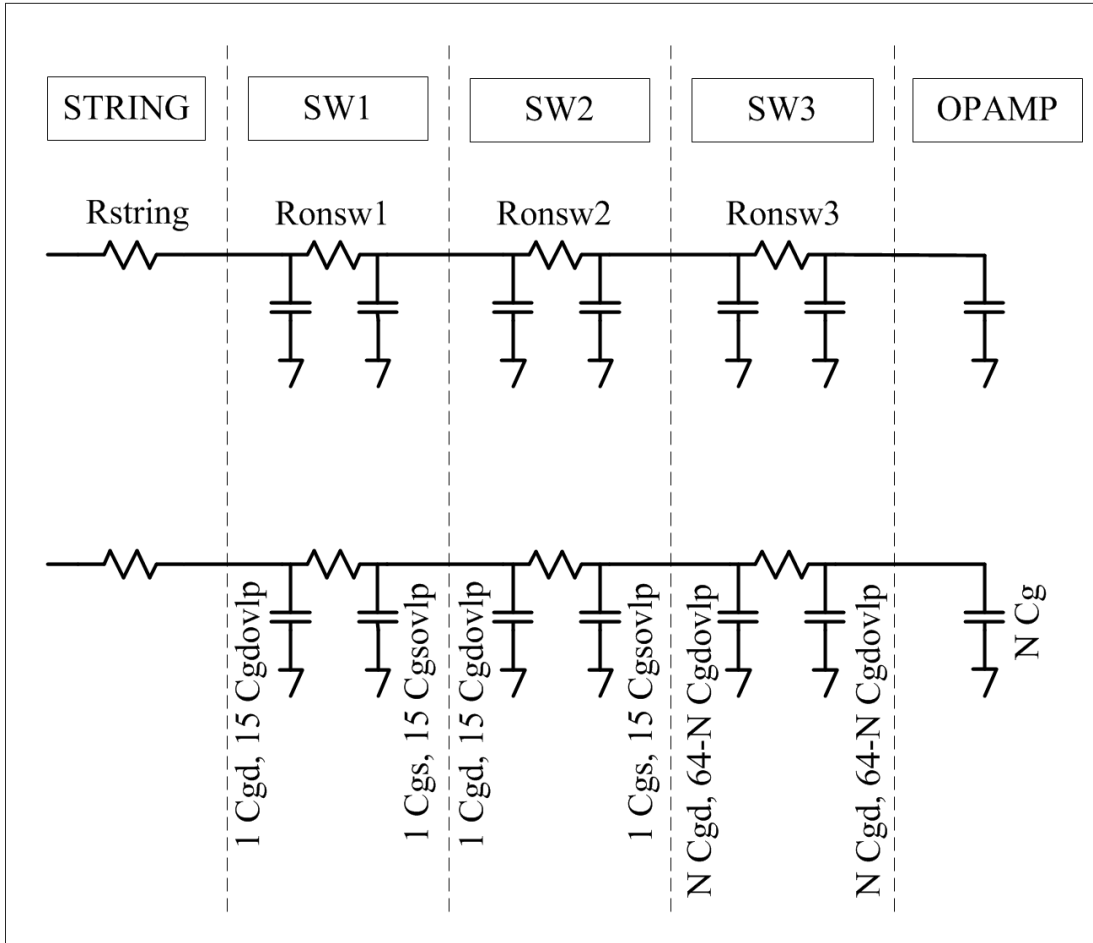 STRING
SW1
SW2
SW3
OPAMP
Rstring
Ronsw1
Ronsw2
Ronsw3
1 Cgd, 15 Cgdovlp
1 Cgs, 15 Cgsovlp
1 Cgd, 15 Cgdovlp
1 Cgs, 15 Cgsovlp
N Cgd, 64-N Cgdovlp
N Cgd, 64-N Cgdovlp
N Cg